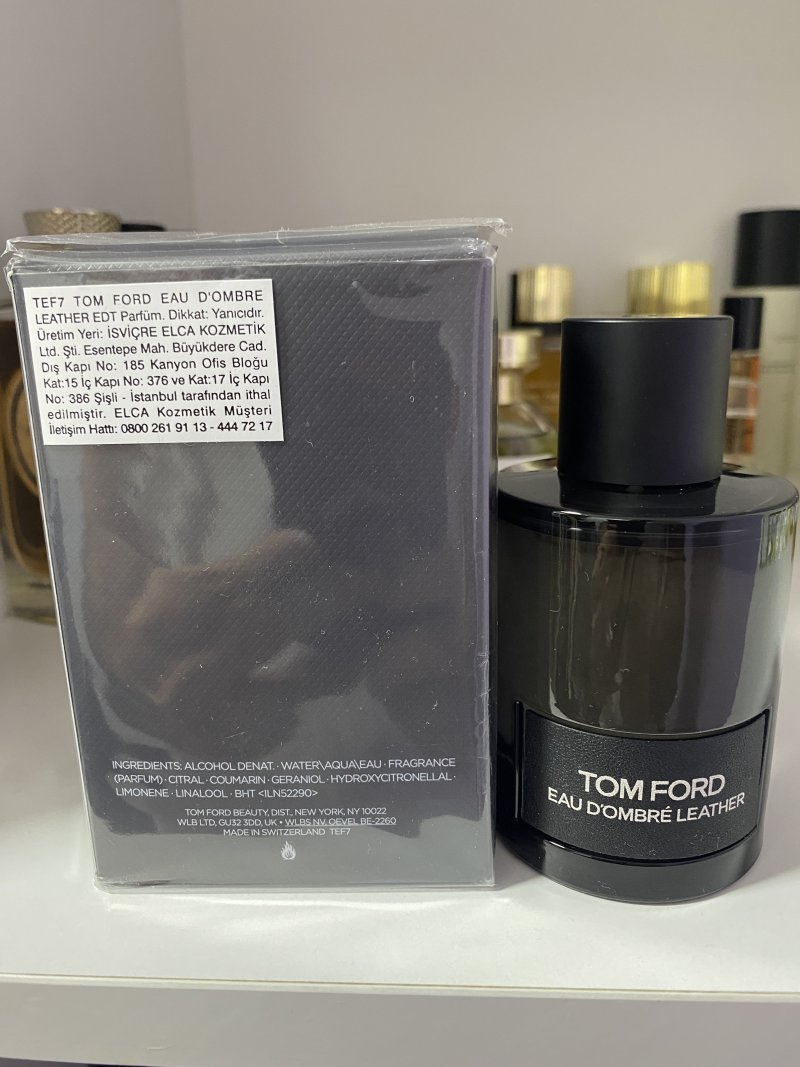 TEF7 TOM FORD EAU D'OMBRE
LEATHER EDT Parfüm. Dikkat: Yanıcıdır.
Üretim Yeri: İSVİÇRE ELCA KOZMETİK
Ltd. Şti. Esentepe Mah. Büyükdere Cad.
Dış Kapı No: 185 Kanyon Ofis Bloğu
Kat:15 İç Kapı No: 376 ve Kat:17 İç Kapı
No: 386 Şişli - İstanbul tarafından ithal
edilmiştir. ELCA Kozmetik Müşteri
İletişim Hattı: 0800 261 91 13 - 444 72 17
INGREDIENTS: ALCOHOL DENAT. · WATER\AQUA\EAU · FRAGRANCE
(PARFUM) · CITRAL · COUMARIN · GERANIOL · HYDROXYCITRONELLAL ·
LIMONENE · LINALOOL · BHT <ILN52290>
TOM FORD BEAUTY, DIST., NEW YORK, NY 10022
WLB LTD, GU32 3DD, UK • WLBS NV. OEVEL BE-2260
MADE IN SWITZERLAND TEF7
TOM FORD
EAU D'OMBRÉ LEATHER